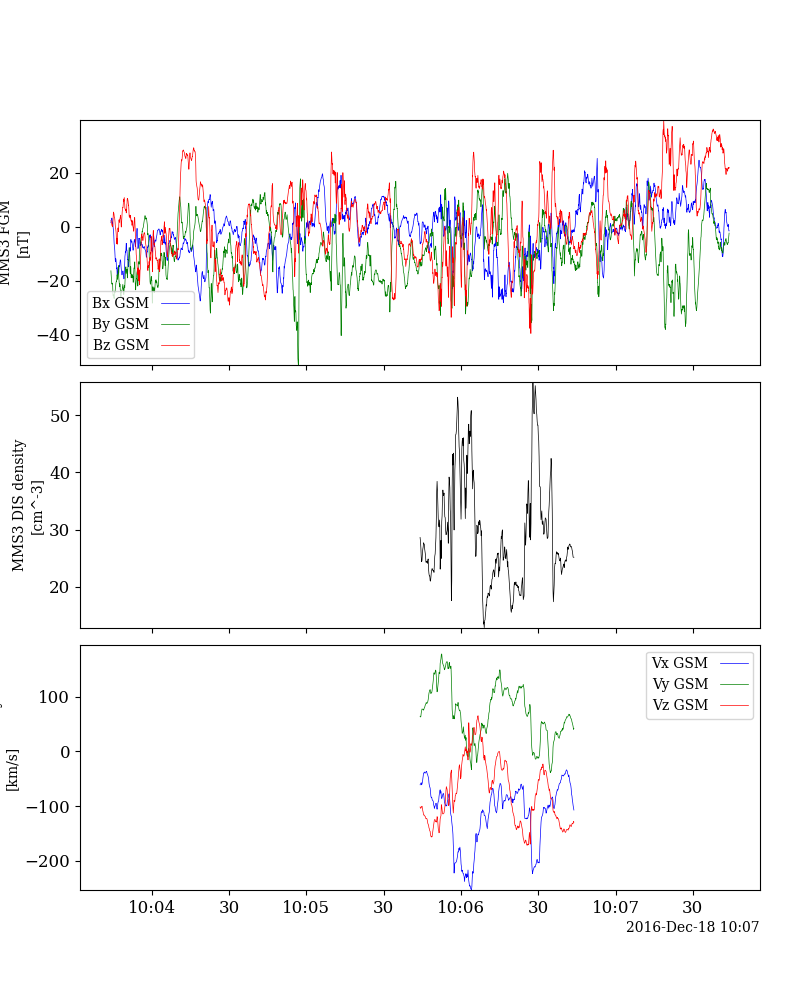 MMS3 FGM
[nT]
20
0
−20
−40
Bx GSM
By GSM
Bz GSM
MMS3 DIS density
[cm^-3]
50
40
30
20
[km/s]
100
0
−100
−200
Vx GSM
Vy GSM
Vz GSM
10:04 30 10:05 30 10:06 30 10:07 30
2016-Dec-18 10:07